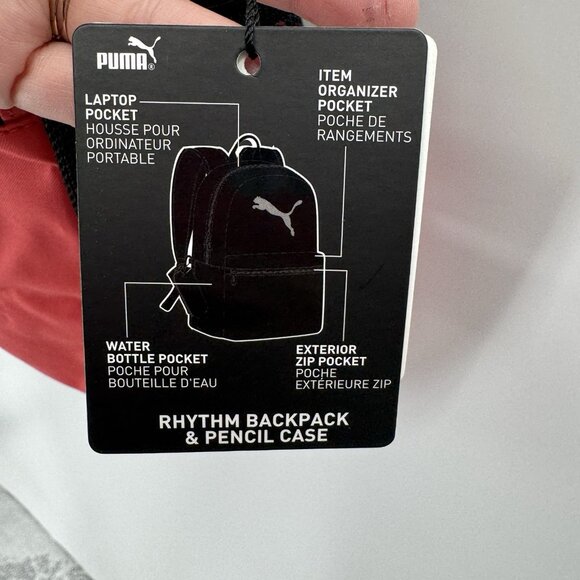 PUMA®
LAPTOP
POCKET
HOUSSE POUR
ORDINATEUR
PORTABLE
ITEM
ORGANIZER
POCKET
POCHE DE
RANGEMENTS
WATER
BOTTLE POCKET
POCHE POUR
BOUTEILLE D'EAU
EXTERIOR
ZIP POCKET
POCHE
EXTÉRIEURE ZIP
RHYTHM BACKPACK
& PENCIL CASE